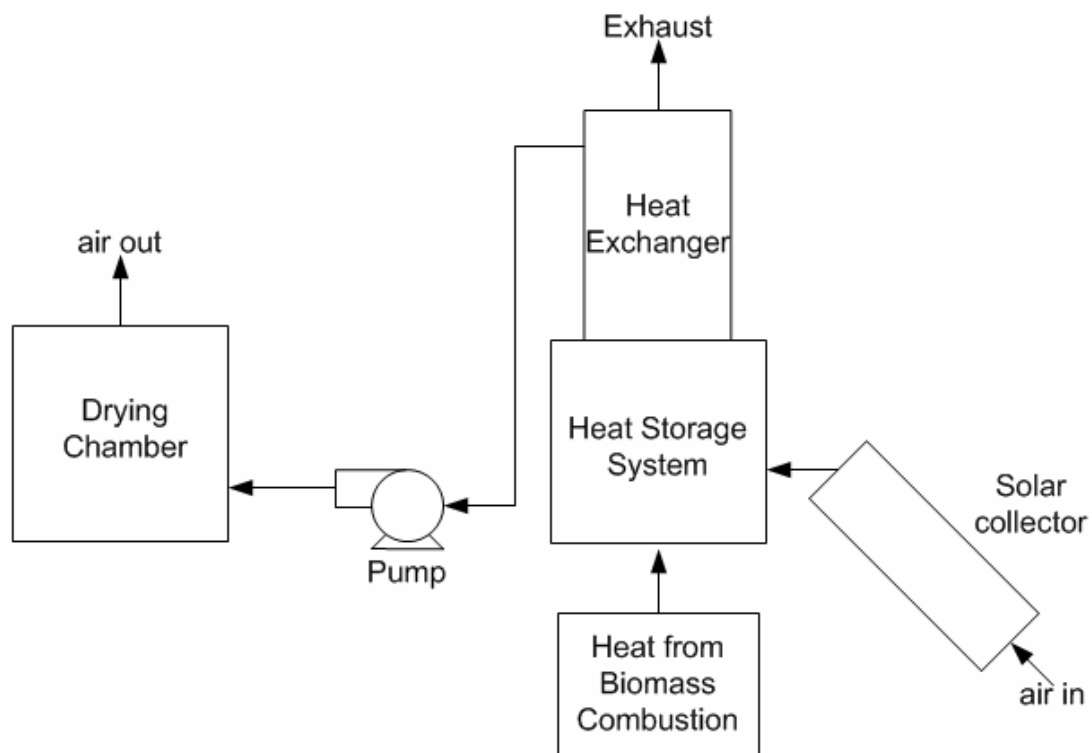 Exhaust
Heat
Exchanger
air out
Drying
Chamber
Heat Storage
System
Solar
collector
Pump
Heat from
Biomass
Combustion
air in